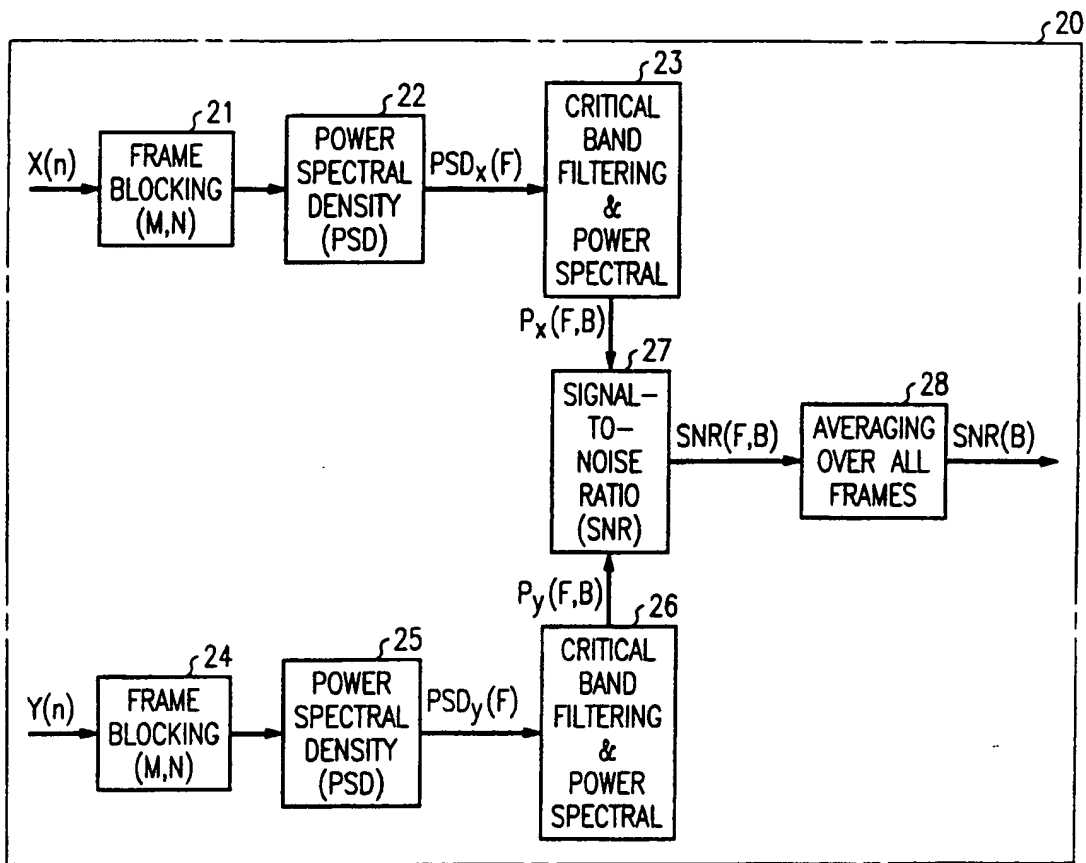 20
21
22
23
X(n)
FRAME
BLOCKING
(M,N)
POWER
SPECTRAL
DENSITY
(PSD)
PSDx(F)
CRITICAL
BAND
FILTERING
&
POWER
SPECTRAL
Px(F,B)
27
SIGNAL-
TO-
NOISE
RATIO
(SNR)
SNR(F,B)
28
AVERAGING
OVER ALL
FRAMES
SNR(B)
Py(F,B)
24
25
26
Y(n)
FRAME
BLOCKING
(M,N)
POWER
SPECTRAL
DENSITY
(PSD)
PSDy(F)
CRITICAL
BAND
FILTERING
&
POWER
SPECTRAL